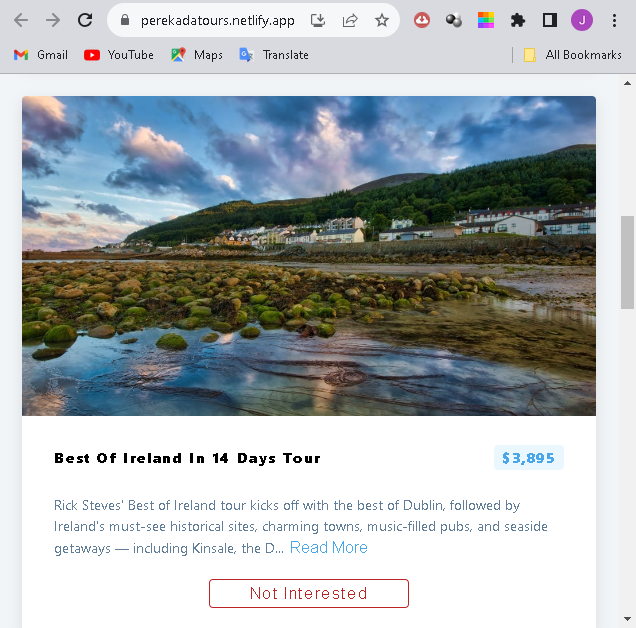 perekadatours.netlify.app
J
Gmail
YouTube
Maps
Translate
All Bookmarks
Best Of Ireland In 14 Days Tour
$3,895
Rick Steves' Best of Ireland tour kicks off with the best of Dublin, followed by
Ireland's must-see historical sites, charming towns, music-filled pubs, and seaside
getaways — including Kinsale, the D... Read More
Not Interested